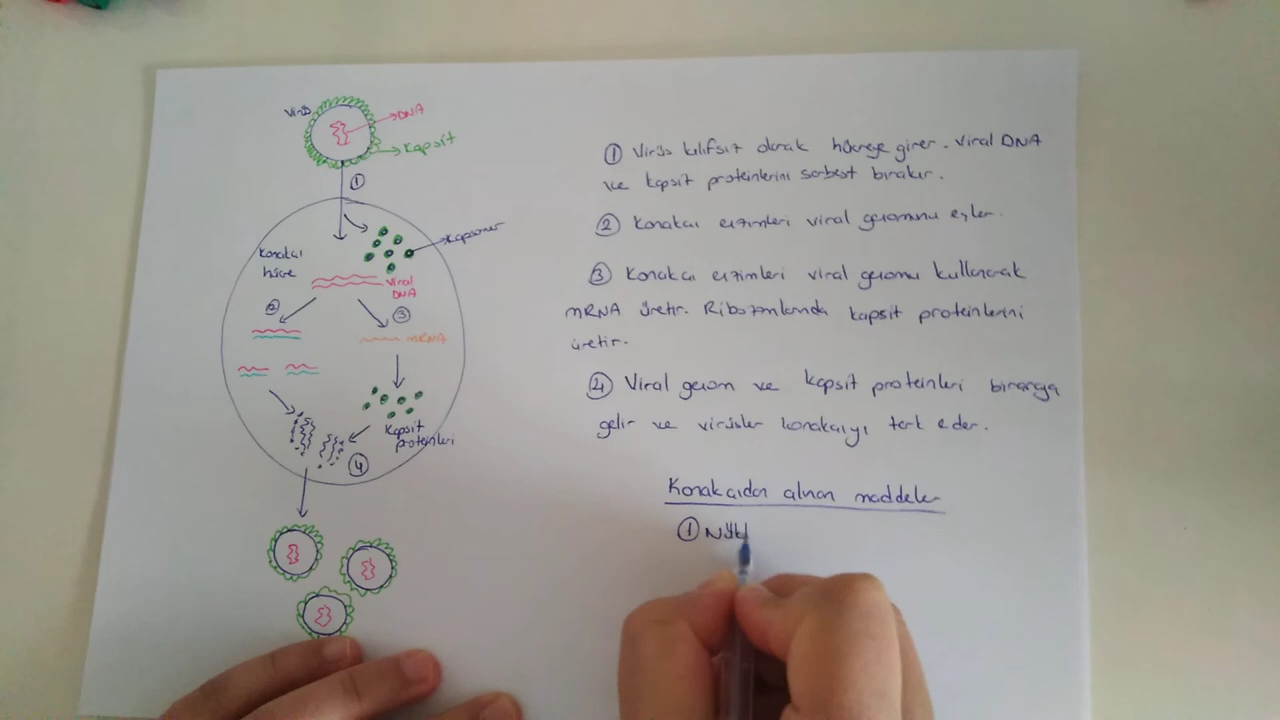 Virüs
DNA
Kapsit
①
Kapsomer
Konakçı
hücre
Viral
DNA
②
③
mRNA
Kapsit
proteinleri
④
① Virüs kılıfsız olarak hücreye girer. Viral DNA
ve kapsit proteinlerini serbest bırakır.
② Konakçı enzimleri viral genomunu eşler.
③ Konakçı enzimleri viral genomu kullanarak
mRNA üretir. Ribozomlarında kapsit proteinlerini
üretir.
④ Viral genom ve kapsit proteinleri biraraya
gelir ve virüsler konakçıyı terk eder.
Konakçıdan alınan maddeler
① Nükl